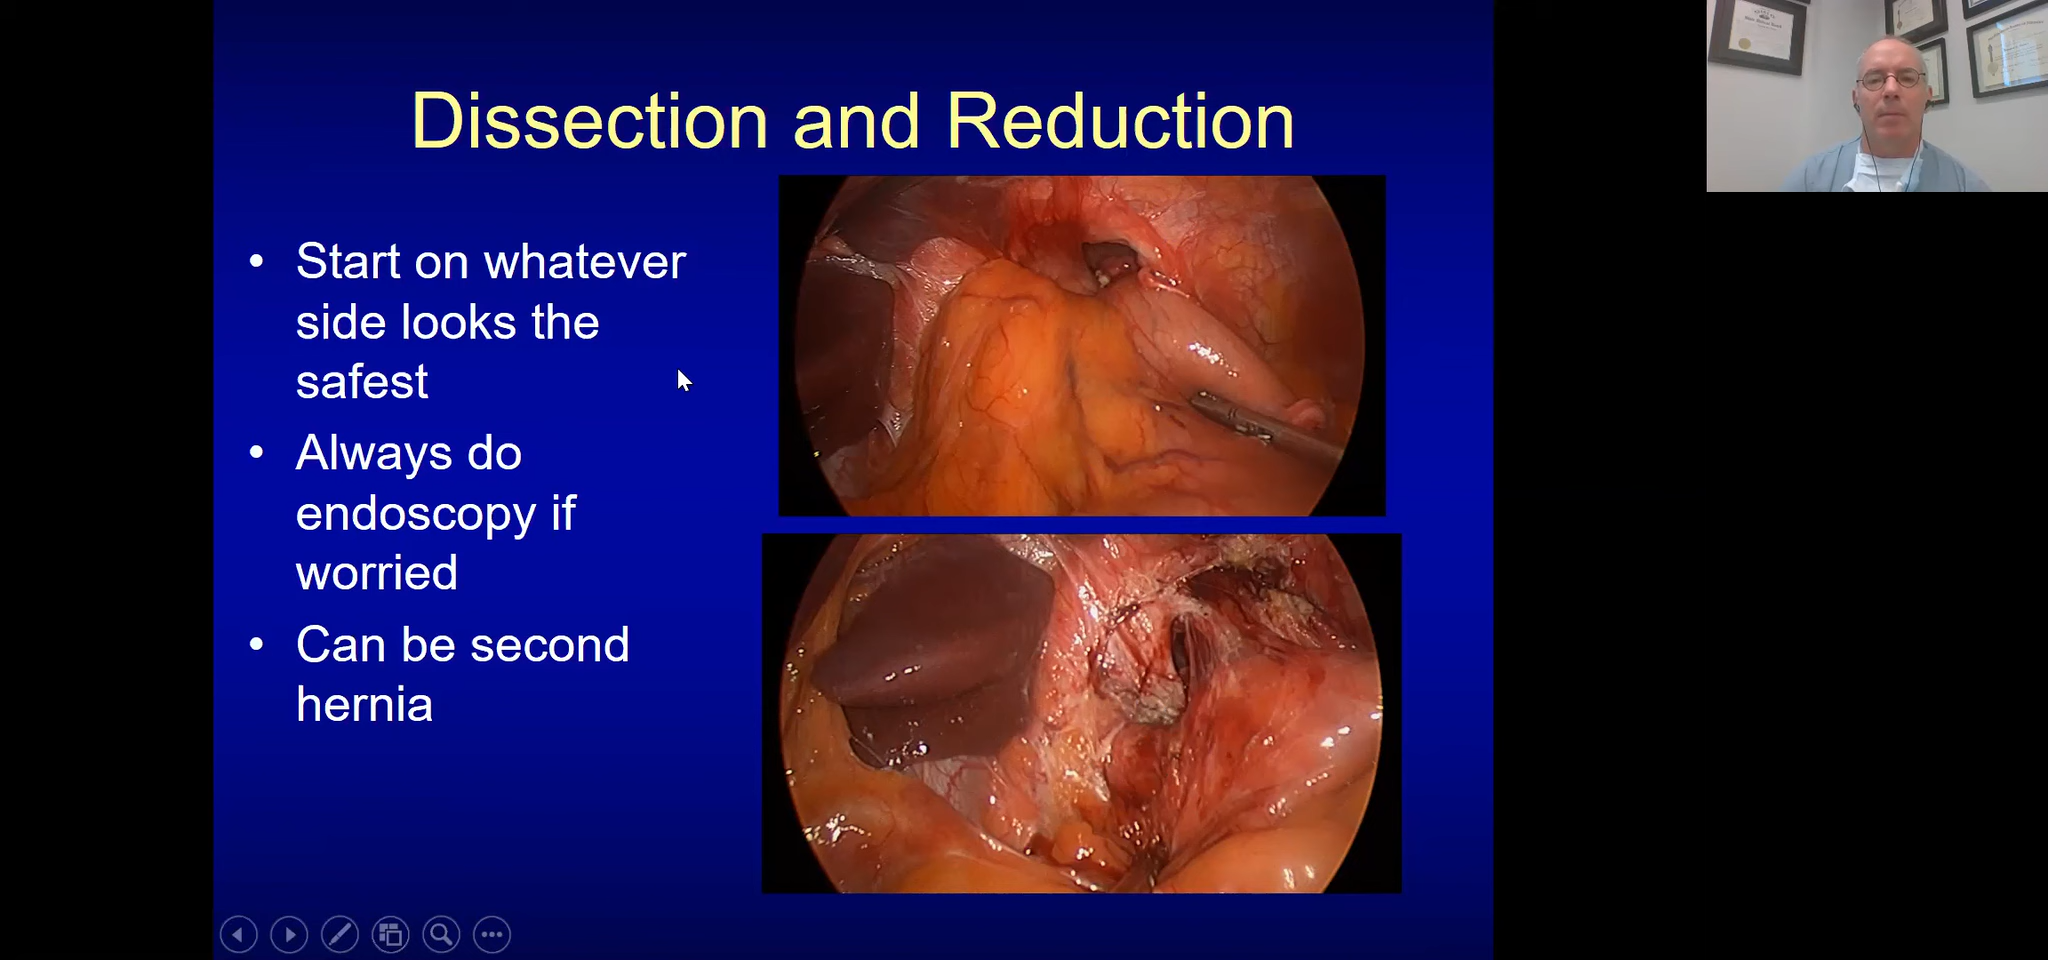 Dissection and Reduction
• Start on whatever
side looks the
safest
• Always do
endoscopy if
worried
• Can be second
hernia